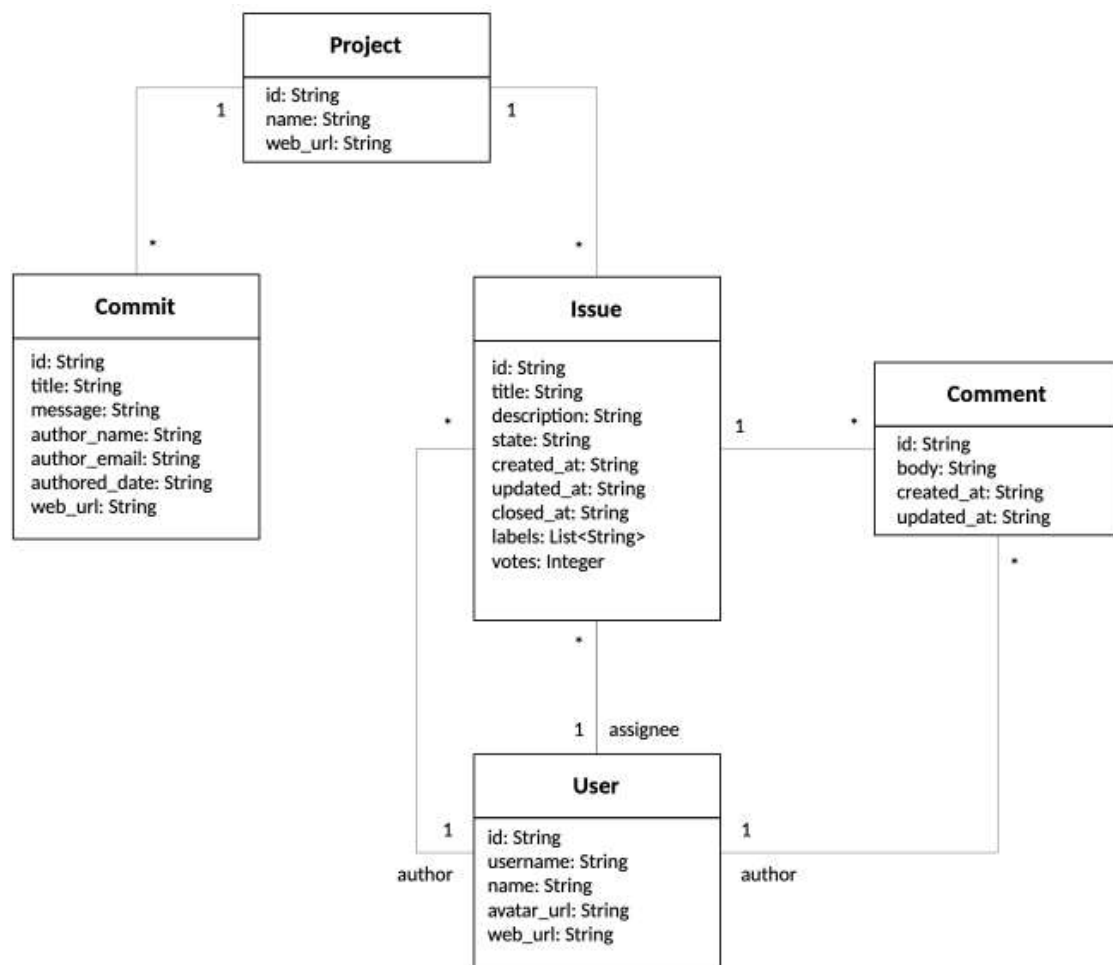 Project
id: String
name: String
web_url: String
1
1
*
*
Commit
id: String
title: String
message: String
author_name: String
author_email: String
authored_date: String
web_url: String
Issue
id: String
title: String
description: String
state: String
created_at: String
updated_at: String
closed_at: String
labels: List<String>
votes: Integer
*
1
*
Comment
id: String
body: String
created_at: String
updated_at: String
*
*
1
assignee
User
id: String
username: String
name: String
avatar_url: String
web_url: String
1
author
1
author